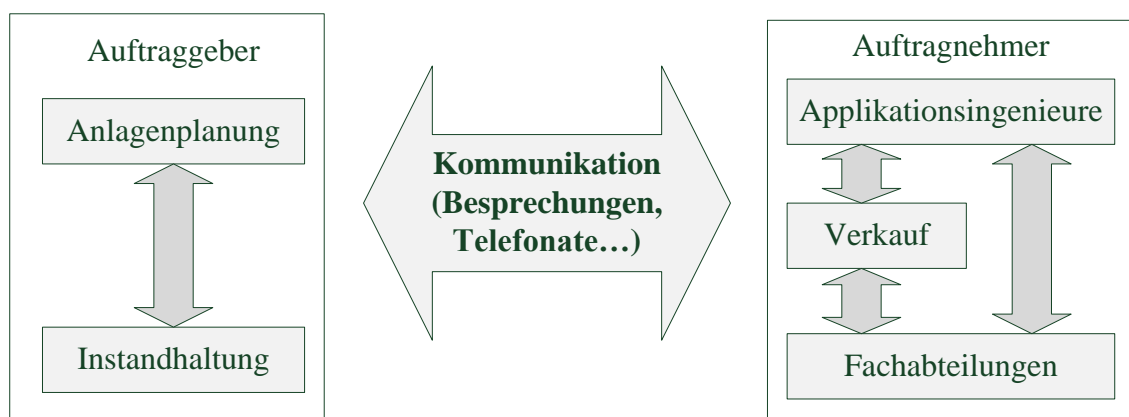 Auftraggeber
Anlagenplanung
Instandhaltung
Kommunikation
(Besprechungen,
Telefonate…)
Auftragnehmer
Applikationsingenieure
Verkauf
Fachabteilungen